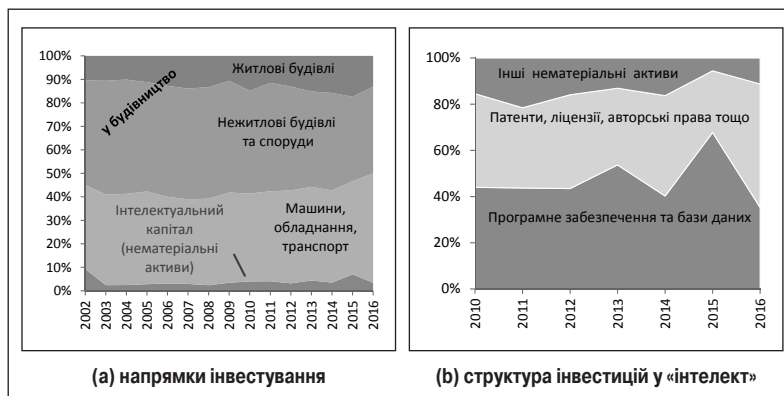 100%
90%
80%
70%
60%
50%
40%
30%
20%
10%
0%
у будівництво
Житлові будівлі
Нежитлові будівлі
та споруди
Інтелектуальний
капітал
(нематеріальні
активи)
Машини,
обладнання,
транспорт
2002
2003
2004
2005
2006
2007
2008
2009
2010
2011
2012
2013
2014
2015
2016
(а) напрямки інвестування
100%
80%
60%
40%
20%
0%
Інші нематеріальні активи
Патенти, ліцензії, авторські права тощо
Програмне забезпечення та бази даних
2010
2011
2012
2013
2014
2015
2016
(b) структура інвестицій у «інтелект»